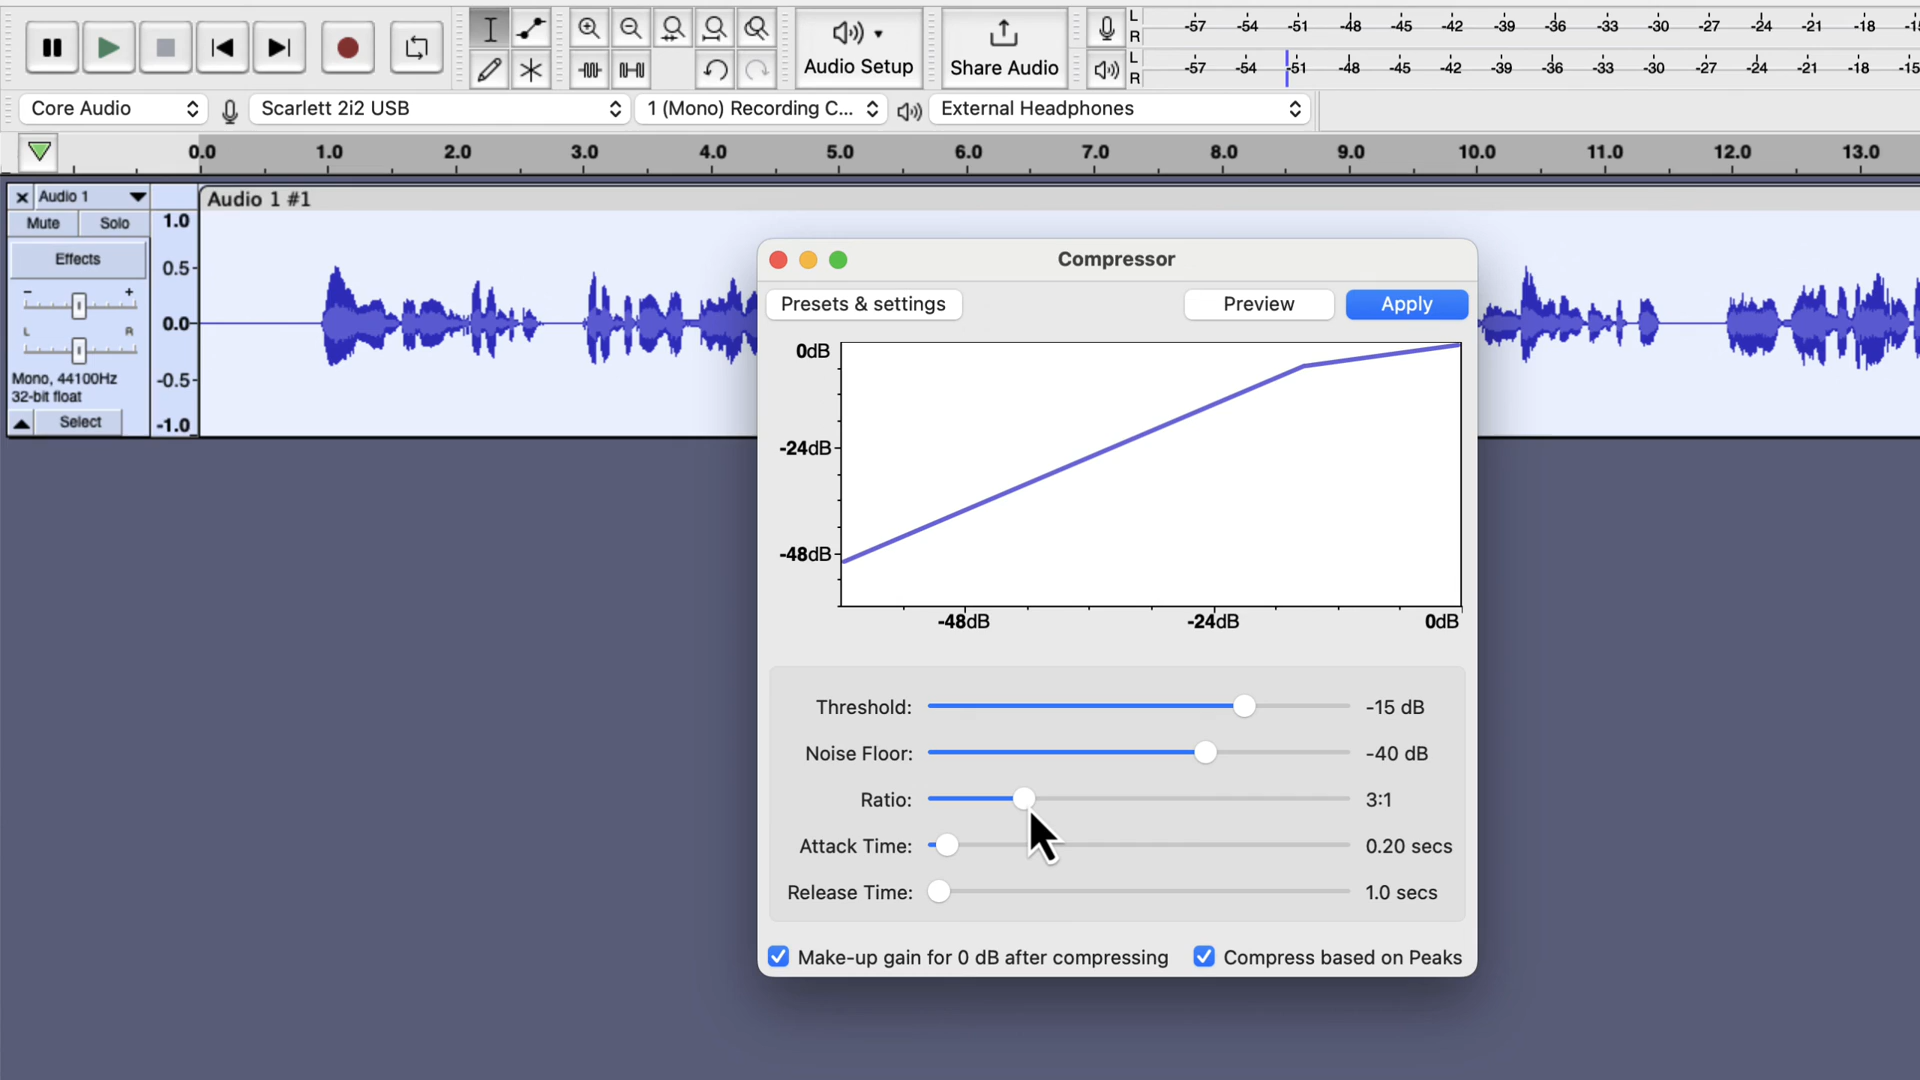 Audio Setup
Share Audio
L
R
-57 -54 -51 -48 -45 -42 -39 -36 -33 -30 -27 -24 -21 -18
L
R
-57 -54 -51 -48 -45 -42 -39 -36 -33 -30 -27 -24 -21 -18 -15
Core Audio
Scarlett 2i2 USB
1 (Mono) Recording C...
External Headphones
0.0 1.0 2.0 3.0 4.0 5.0 6.0 7.0 8.0 9.0 10.0 11.0 12.0 13.0
Audio 1
Audio 1 #1
Mute Solo
Effects
- +
L R
Mono, 44100Hz
32-bit float
Select
1.0
0.5
0.0
-0.5
-1.0
Compressor
Presets & settings
Preview
Apply
0dB
-24dB
-48dB
-48dB -24dB 0dB
Threshold: -15 dB
Noise Floor: -40 dB
Ratio: 3:1
Attack Time: 0.20 secs
Release Time: 1.0 secs
Make-up gain for 0 dB after compressing
Compress based on Peaks